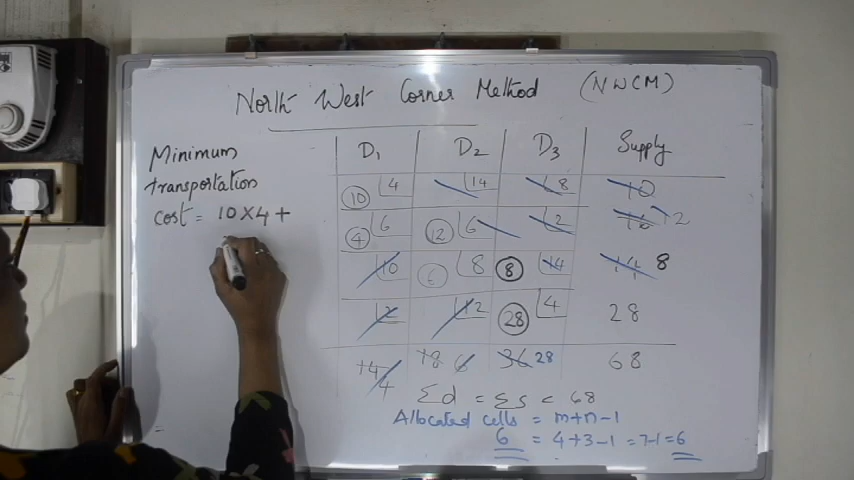 North West Corner Method (NWCM)
Minimum
transportation
cost = 10×4+
D1 D2 D3 Supply
10 4 14 8 10
4 6 12 6 2 16 12
10 6 8 8 14 14 8
2 12 28 4 28
14 4 18 6 36 28 68
Σd = Σs = 68
Allocated cells = m+n-1
6 = 4+3-1 = 7-1 = 6
=